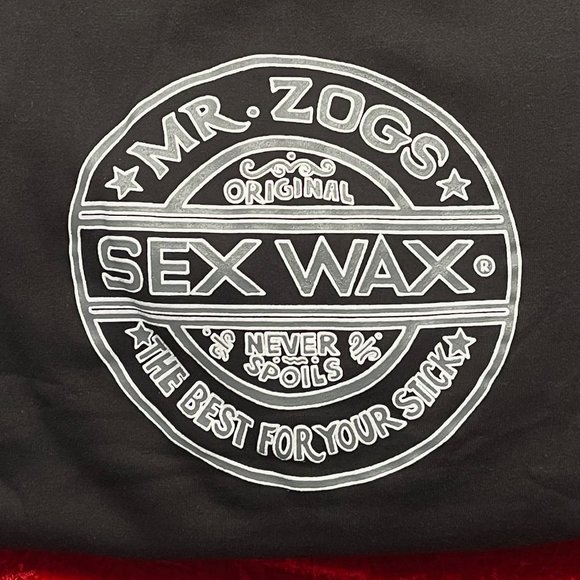 MR. ZOGS
ORIGINAL
SEX WAX®
NEVER
SPOILS
THE BEST FOR YOUR STICK